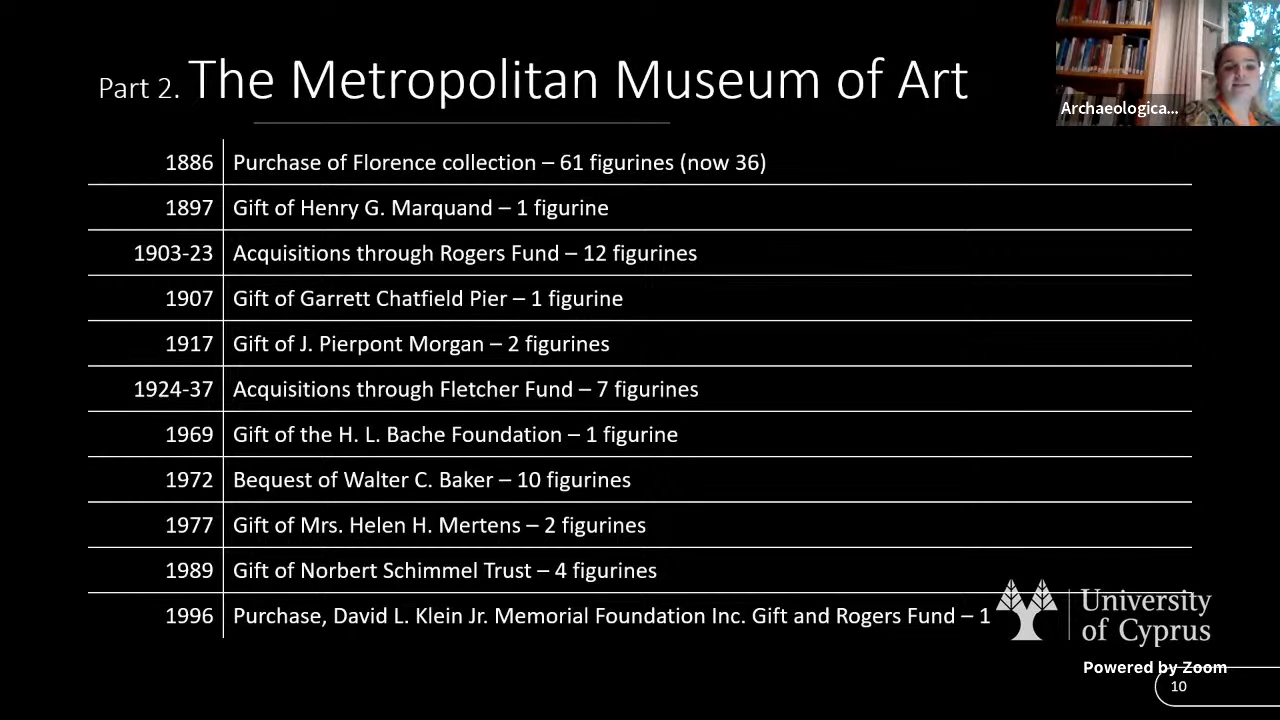 Part 2. The Metropolitan Museum of Art
Archaeologica...
1886 Purchase of Florence collection – 61 figurines (now 36)
1897 Gift of Henry G. Marquand – 1 figurine
1903-23 Acquisitions through Rogers Fund – 12 figurines
1907 Gift of Garrett Chatfield Pier – 1 figurine
1917 Gift of J. Pierpont Morgan – 2 figurines
1924-37 Acquisitions through Fletcher Fund – 7 figurines
1969 Gift of the H. L. Bache Foundation – 1 figurine
1972 Bequest of Walter C. Baker – 10 figurines
1977 Gift of Mrs. Helen H. Mertens – 2 figurines
1989 Gift of Norbert Schimmel Trust – 4 figurines
1996 Purchase, David L. Klein Jr. Memorial Foundation Inc. Gift and Rogers Fund – 1
University
of Cyprus
Powered by Zoom
10